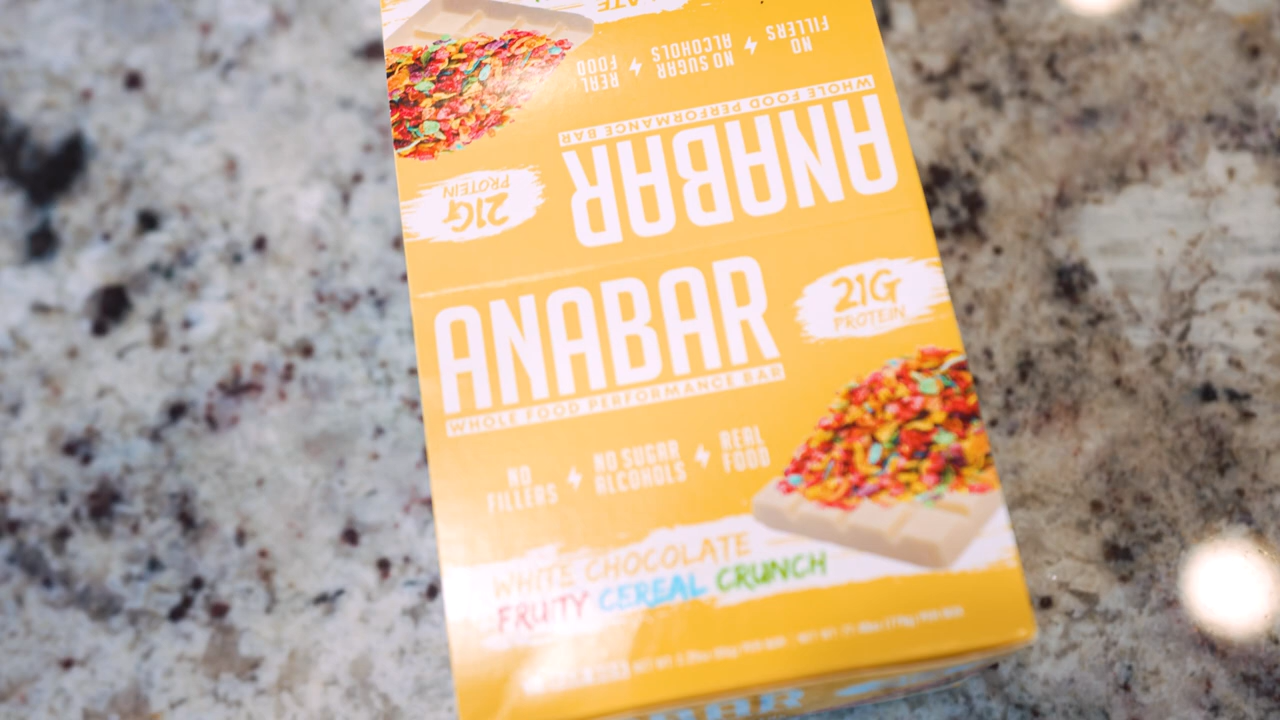 ANABAR
WHOLE FOOD PERFORMANCE BAR
21G
PROTEIN
NO
FILLERS
NO SUGAR
ALCOHOLS
REAL
FOOD
WHITE CHOCOLATE
FRUITY CEREAL CRUNCH
ANABAR
WHOLE FOOD PERFORMANCE BAR
21G
PROTEIN
NO
FILLERS
NO SUGAR
ALCOHOLS
REAL
FOOD